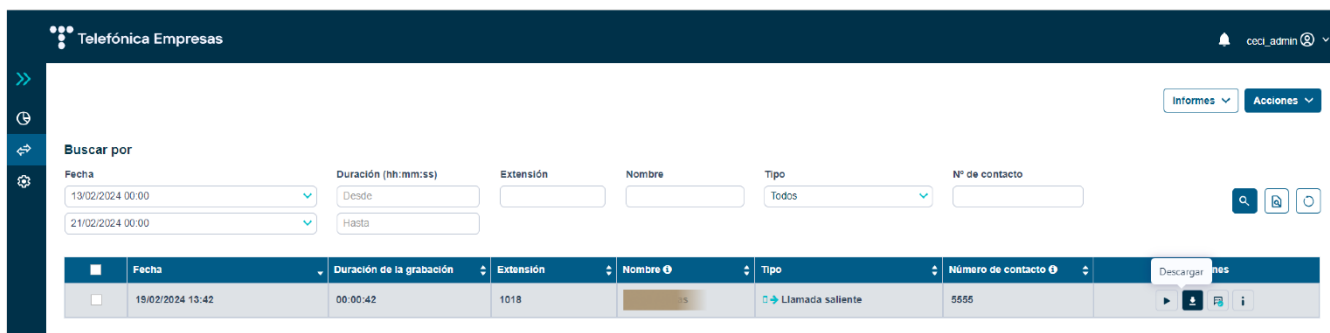 Telefónica Empresas
ceci_admin
Informes
Acciones
Buscar por
Fecha
Duración (hh:mm:ss)
Extensión
Nombre
Tipo
Nº de contacto
13/02/2024 00:00
Desde
Todos
21/02/2024 00:00
Hasta
Fecha
Duración de la grabación
Extensión
Nombre
Tipo
Número de contacto
Descargar
nes
19/02/2024 13:42
00:00:42
1018
Llamada saliente
5555